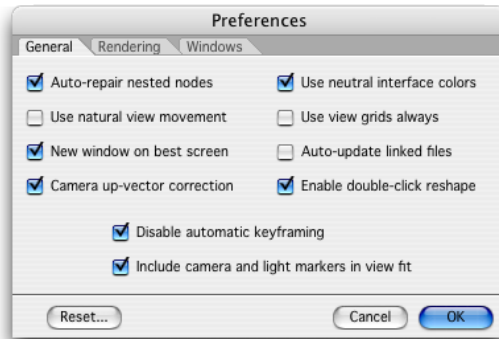 Preferences
General Rendering Windows
Auto-repair nested nodes Use neutral interface colors
Use natural view movement Use view grids always
New window on best screen Auto-update linked files
Camera up-vector correction Enable double-click reshape
Disable automatic keyframing
Include camera and light markers in view fit
Reset... Cancel OK